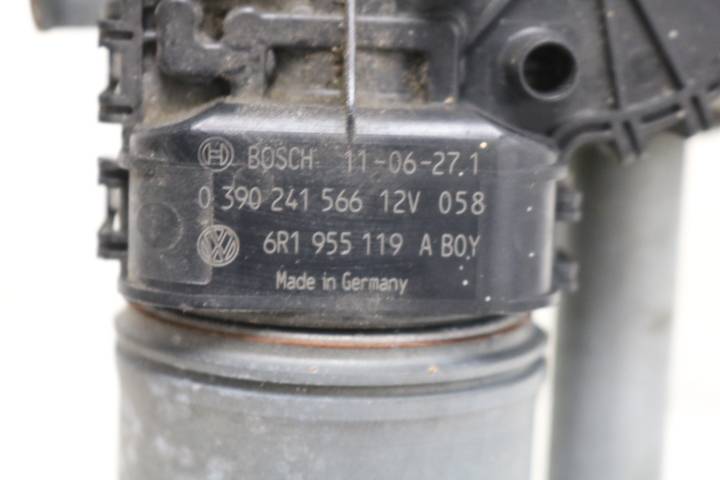 BOSCH 11-06-27.1
0 390 241 566 12V 058
6R1 955 119 A BOY
Made in Germany